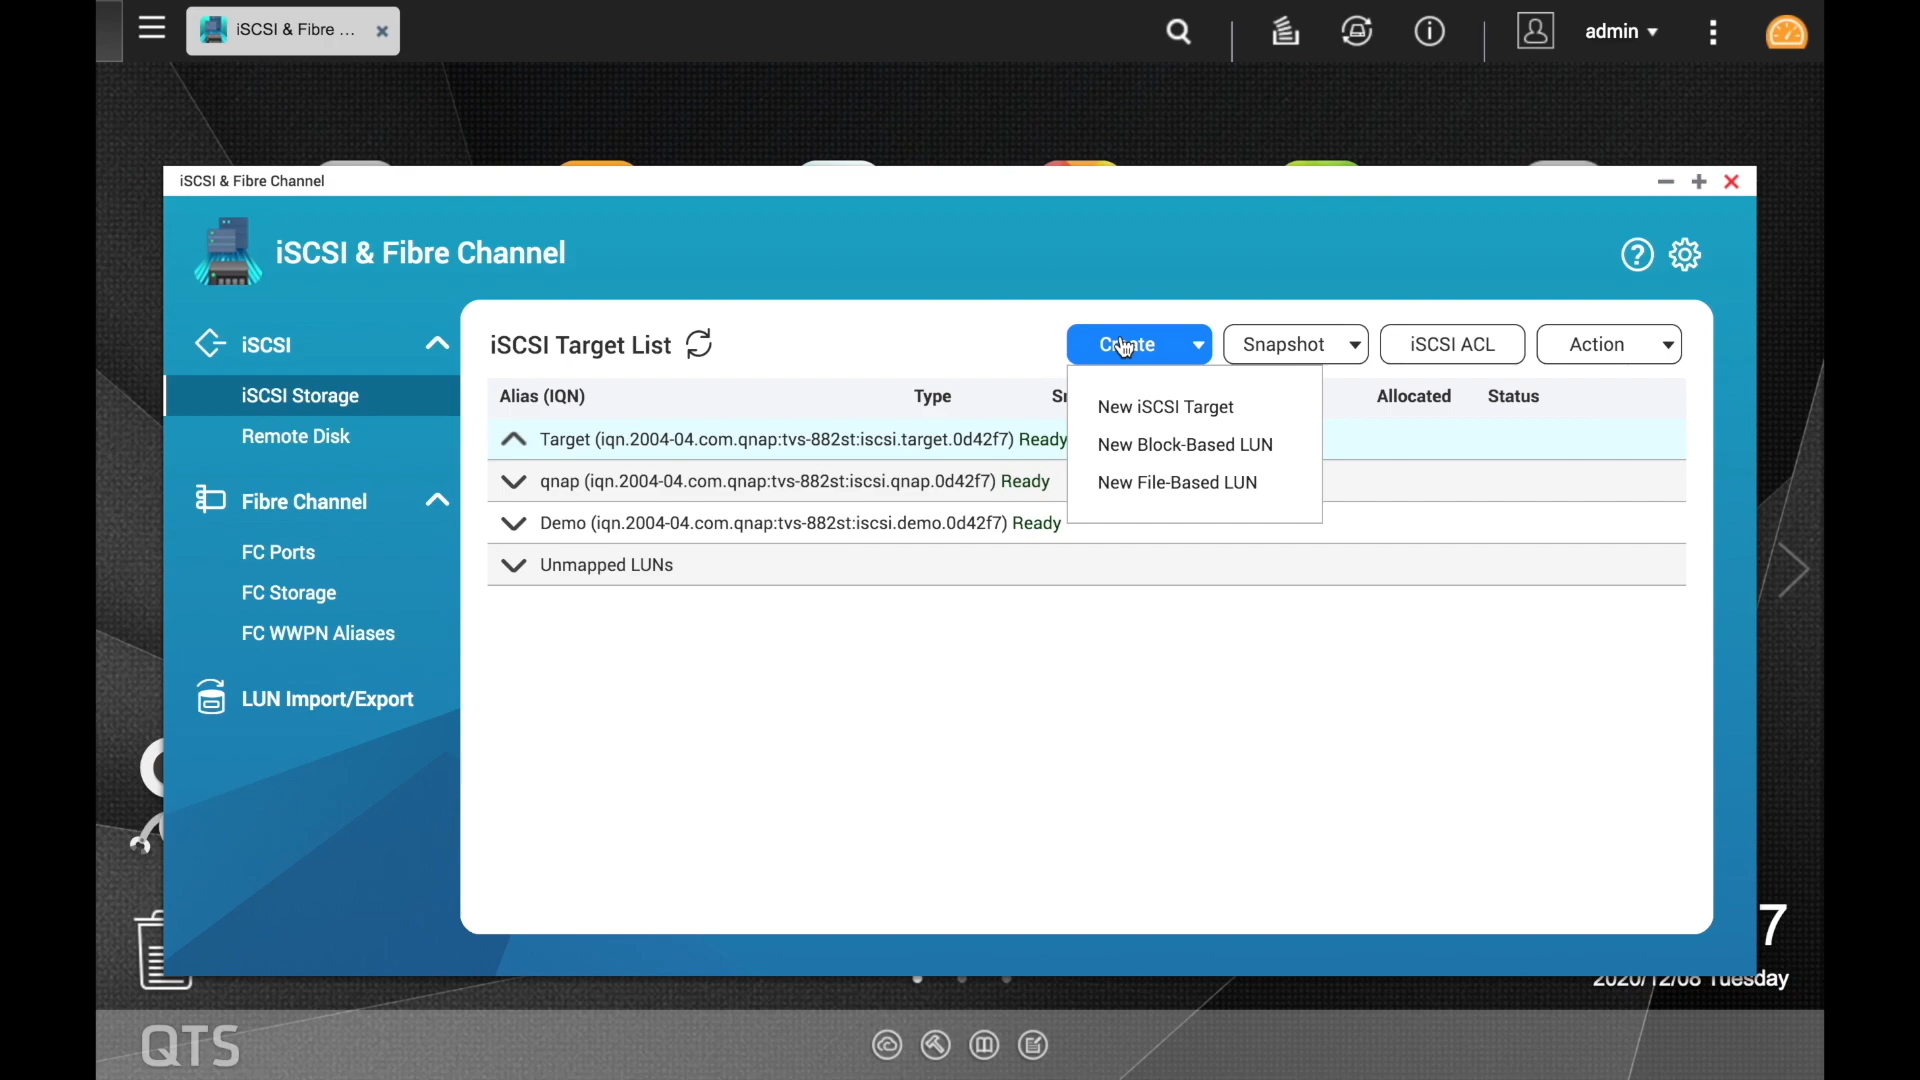 iSCSI & Fibre ...
admin
iSCSI & Fibre Channel
iSCSI & Fibre Channel
iSCSI
iSCSI Storage
Remote Disk
Fibre Channel
FC Ports
FC Storage
FC WWPN Aliases
LUN Import/Export
iSCSI Target List
Create
Snapshot
iSCSI ACL
Action
Alias (IQN) Type Allocated Status
New iSCSI Target
New Block-Based LUN
New File-Based LUN
Target (iqn.2004-04.com.qnap:tvs-882st:iscsi.target.0d42f7) Ready
qnap (iqn.2004-04.com.qnap:tvs-882st:iscsi.qnap.0d42f7) Ready
Demo (iqn.2004-04.com.qnap:tvs-882st:iscsi.demo.0d42f7) Ready
Unmapped LUNs
7
2020/12/08 Tuesday
QTS